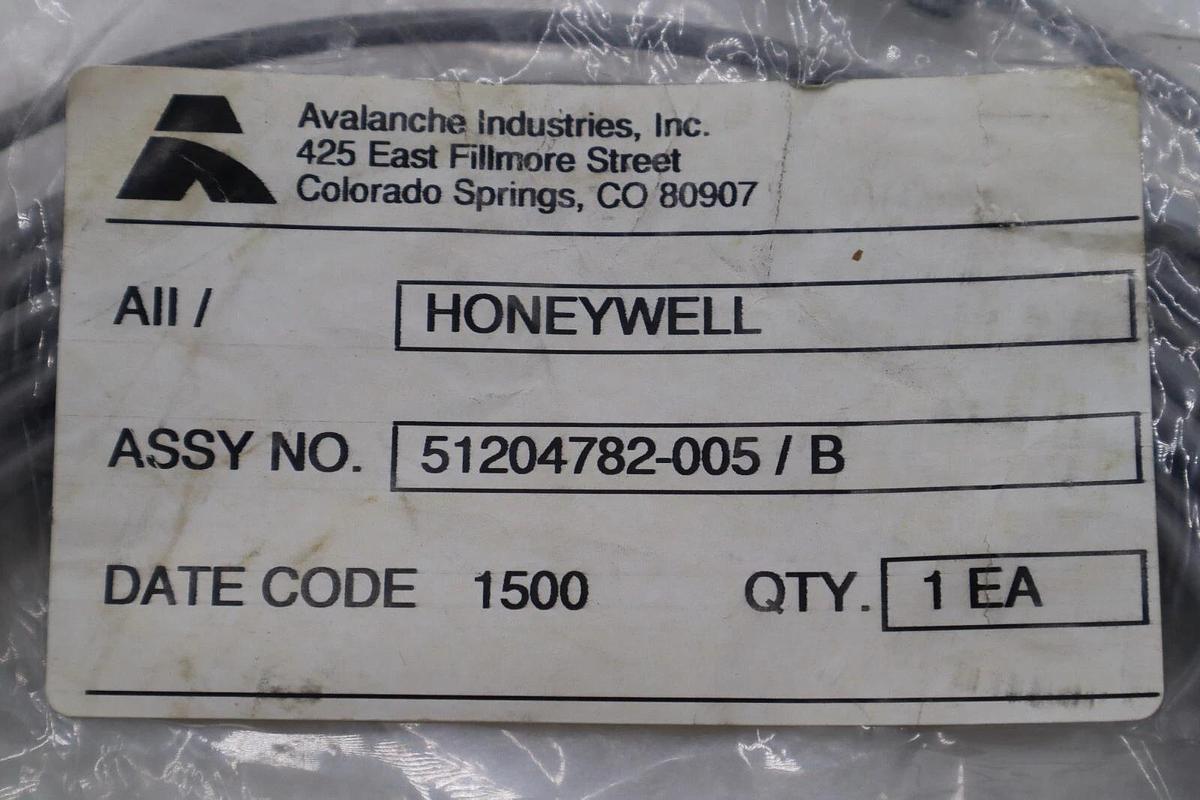 Avalanche Industries, Inc.
425 East Fillmore Street
Colorado Springs, CO 80907
AII / HONEYWELL
ASSY NO. 51204782-005 / B
DATE CODE 1500 QTY. 1 EA